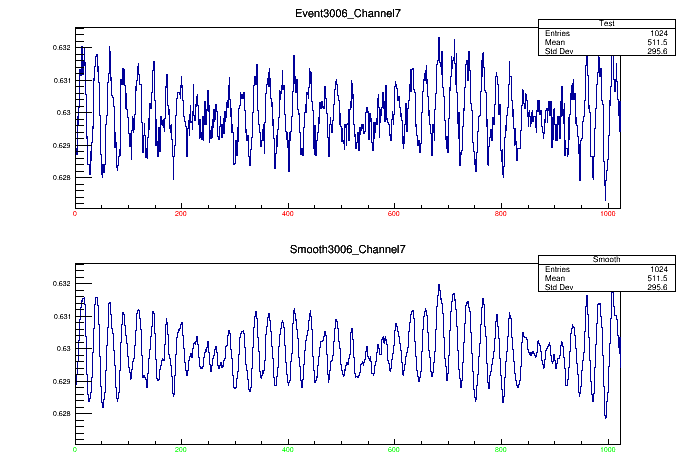 Event3006_Channel7
Test
Entries 1024
Mean 511.5
Std Dev 295.6
0.632
0.631
0.63
0.629
0.628
0 200 400 600 800 1000
Smooth3006_Channel7
Smooth
Entries 1024
Mean 511.5
Std Dev 295.6
0.632
0.631
0.63
0.629
0.628
0 200 400 600 800 1000